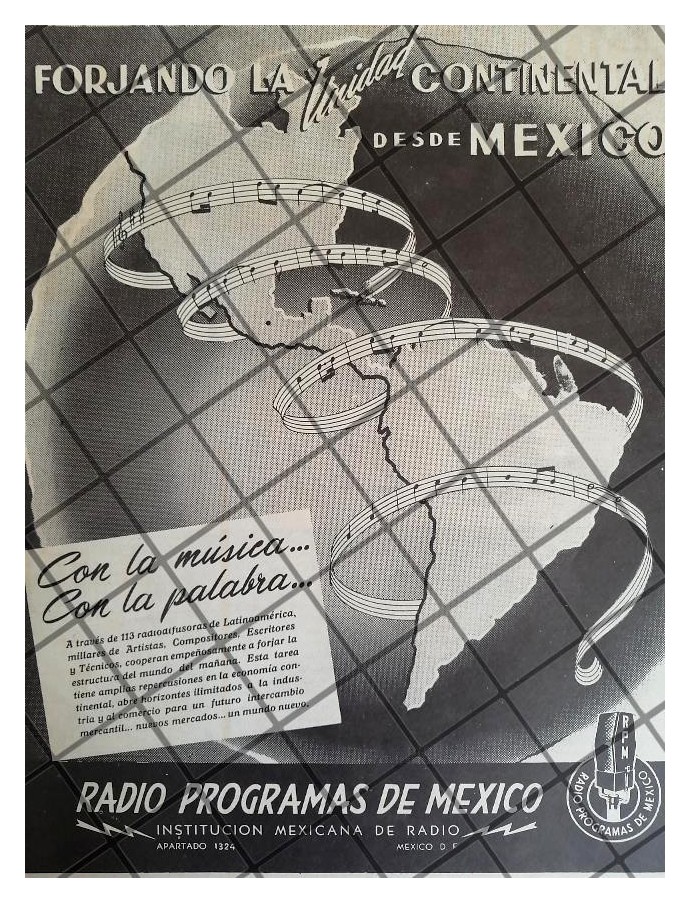 FORJANDO LA Unidad CONTINENTAL
DESDE MEXICO
Con la música...
Con la palabra...
A través de 113 radiodifusoras de Latinoamérica,
millares de Artistas, Compositores, Escritores
y Técnicos, cooperan empeñosamente a forjar la
estructura del mundo del mañana. Esta tarea
tiene amplias repercusiones en la economía con-
tinental, abre horizontes ilimitados a la indus-
tria y al comercio para un futuro intercambio
mercantil... nuevos mercados... un mundo nuevo.
RPM
RADIO PROGRAMAS DE MEXICO
RADIO PROGRAMAS DE MEXICO
INSTITUCION MEXICANA DE RADIO
APARTADO 1324 MEXICO D F